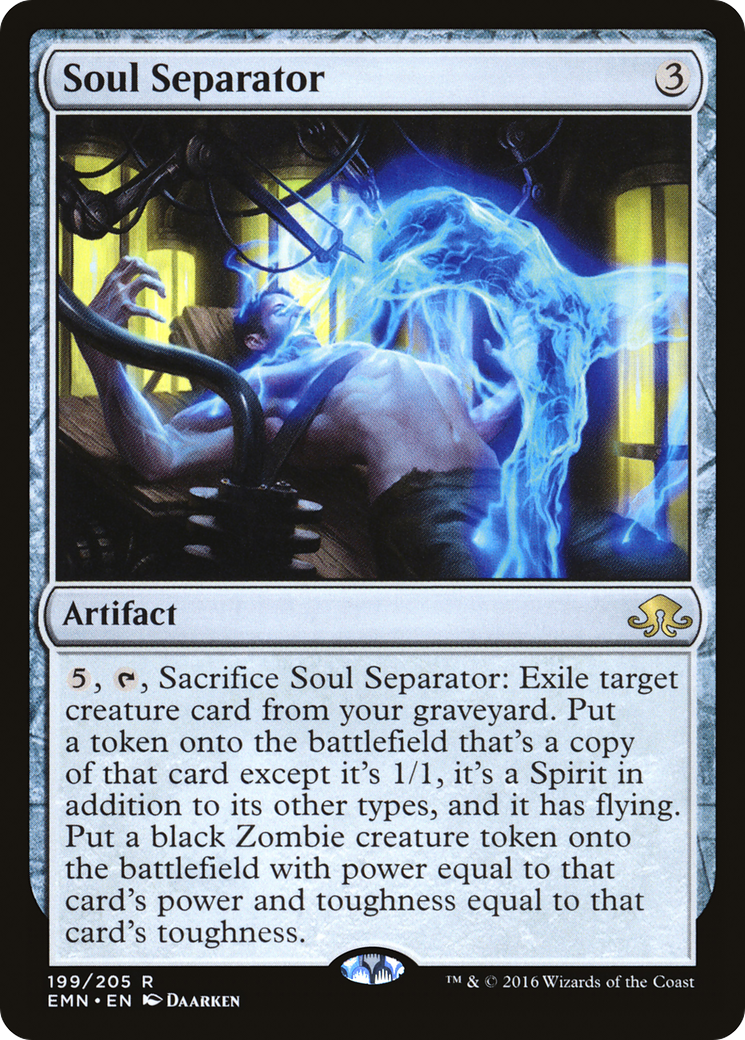 Soul Separator 3
Artifact
5, T, Sacrifice Soul Separator: Exile target
creature card from your graveyard. Put
a token onto the battlefield that's a copy
of that card except it's 1/1, it's a Spirit in
addition to its other types, and it has flying.
Put a black Zombie creature token onto
the battlefield with power equal to that
card's power and toughness equal to that
card's toughness.
199/205 R
EMN • EN DAARKEN
™ & © 2016 Wizards of the Coast